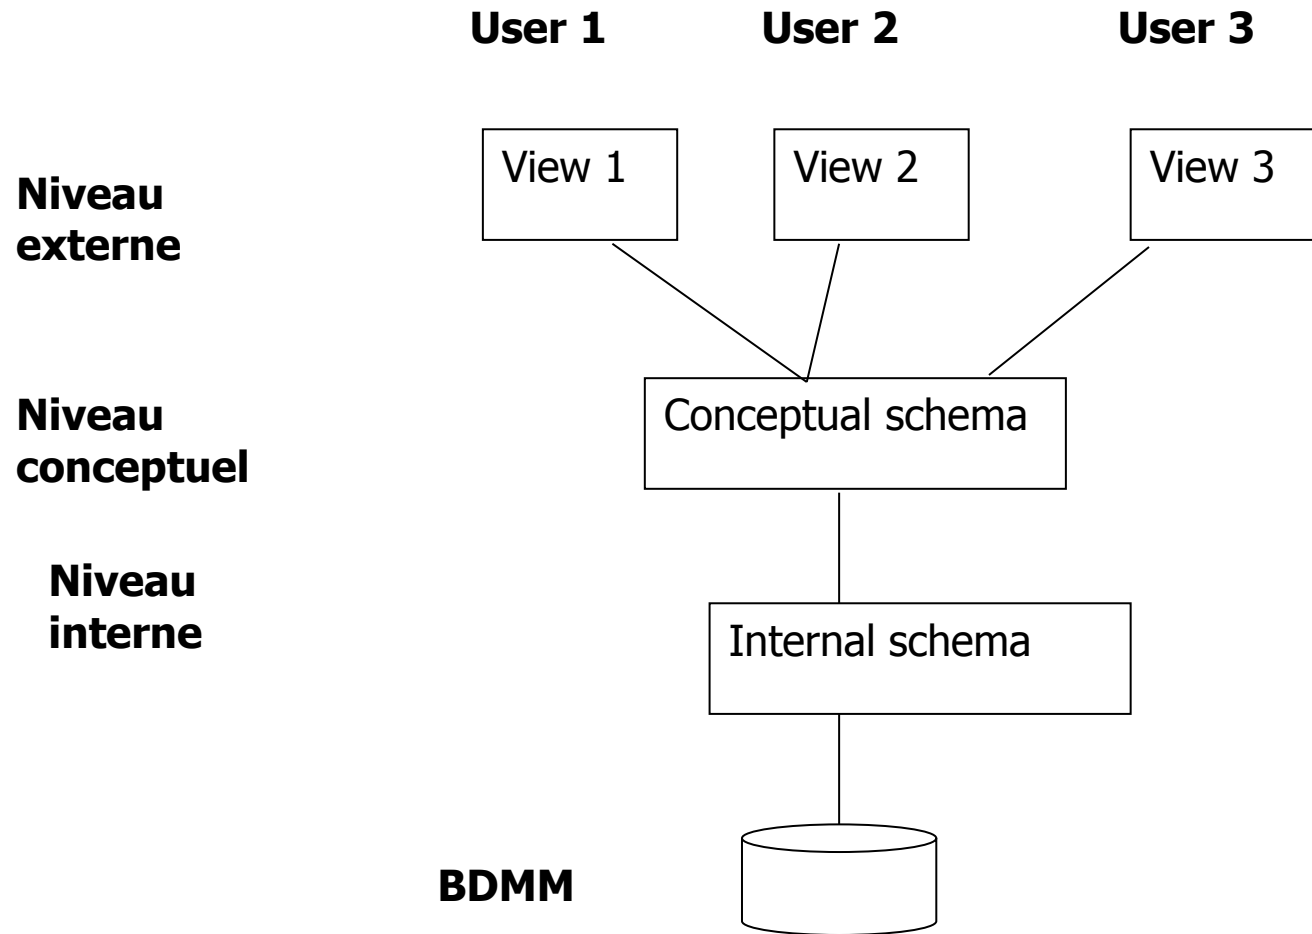 User 1 User 2 User 3
View 1 View 2 View 3
Niveau
externe
Niveau
conceptuel
Conceptual schema
Niveau
interne
Internal schema
BDMM